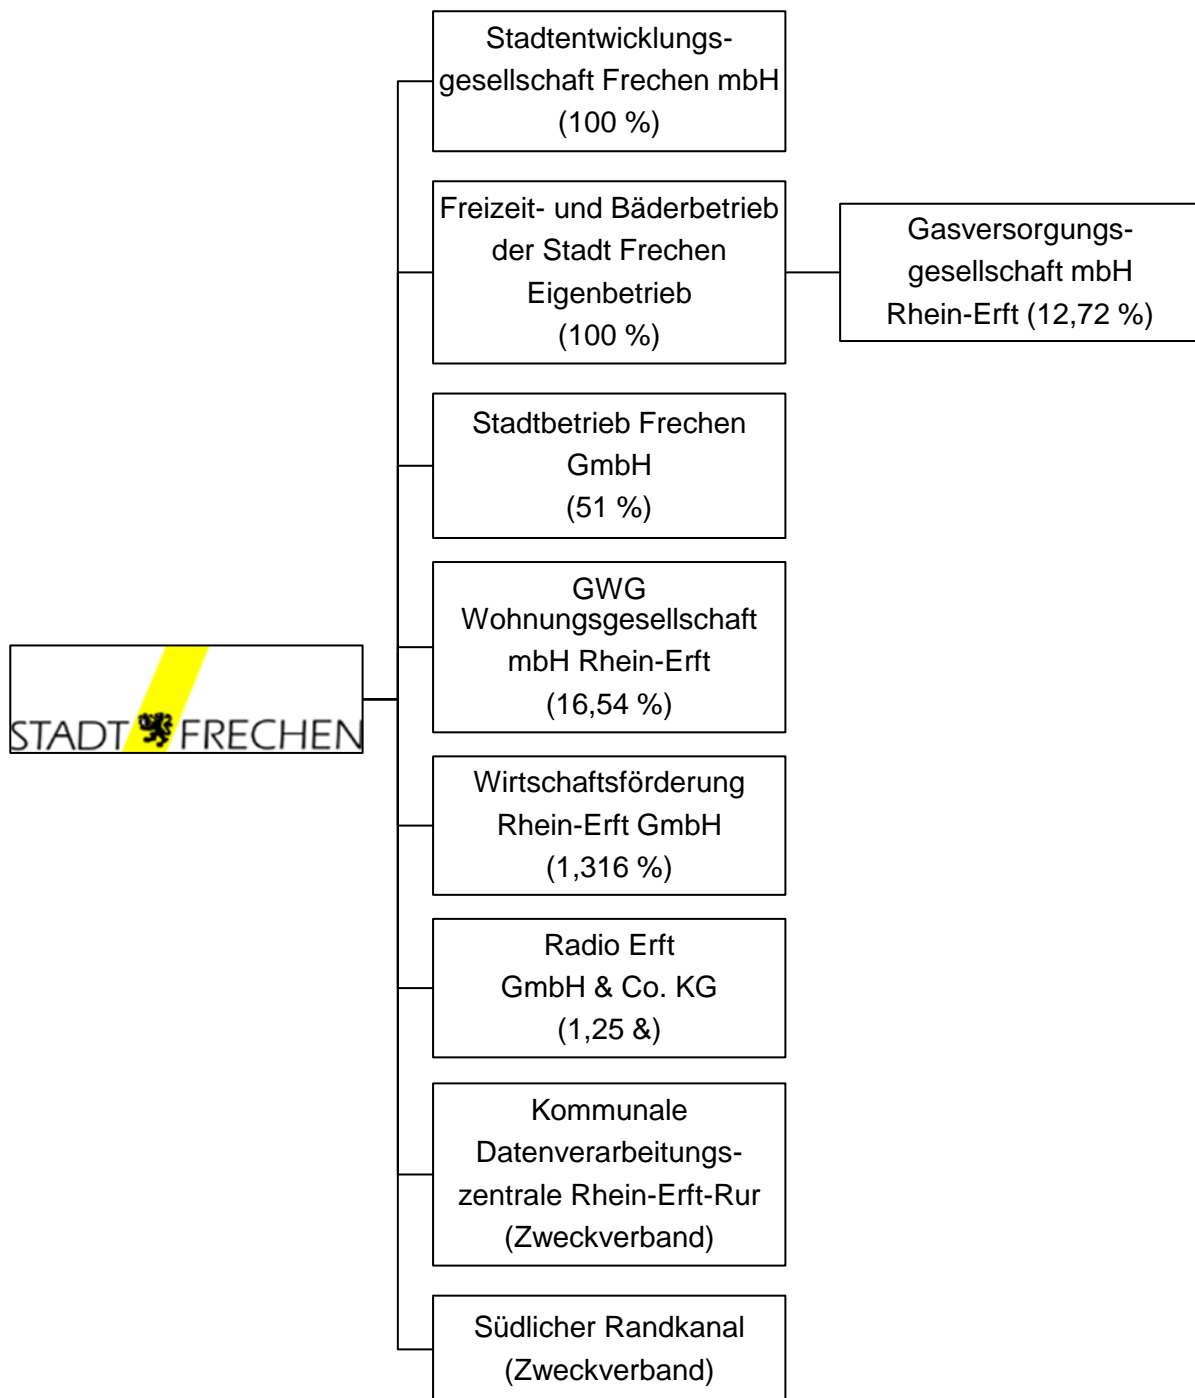 Stadtentwicklungs-
gesellschaft Frechen mbH
(100 %)
Freizeit- und Bäderbetrieb
der Stadt Frechen
Eigenbetrieb
(100 %)
Gasversorgungs-
gesellschaft mbH
Rhein-Erft (12,72 %)
Stadtbetrieb Frechen
GmbH
(51 %)
GWG
Wohnungsgesellschaft
mbH Rhein-Erft
(16,54 %)
STADT FRECHEN
Wirtschaftsförderung
Rhein-Erft GmbH
(1,316 %)
Radio Erft
GmbH & Co. KG
(1,25 &)
Kommunale
Datenverarbeitungs-
zentrale Rhein-Erft-Rur
(Zweckverband)
Südlicher Randkanal
(Zweckverband)